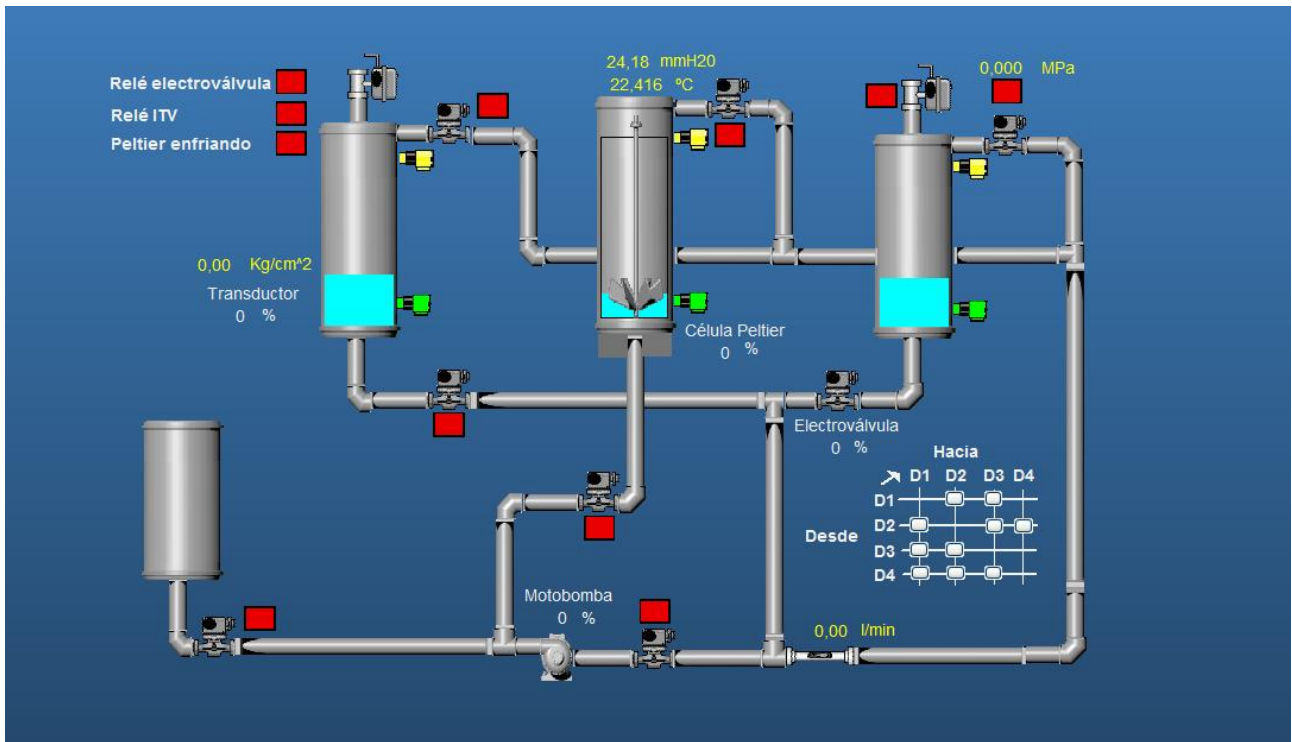 24,18 mmH20
22,416 ºC
0,000 MPa
Relé electroválvula
Relé ITV
Peltier enfriando
0,00 Kg/cm^2
Transductor
0 %
Célula Peltier
0 %
Electroválvula
0 %
Hacia
D1 D2 D3 D4
D1
D2
Desde
D3
D4
Motobomba
0 %
0,00 l/min